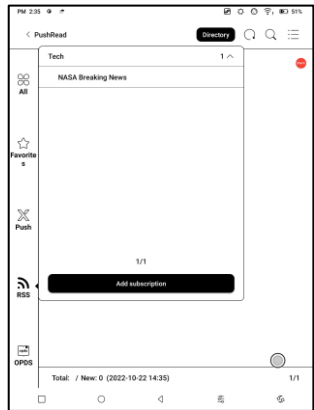 PM 2:35 51%
PushRead Directory
Tech 1
NASA Breaking News
All
Favorite
s
Push
1/1
Add subscription
RSS
OPDS
Total: / New: 0 (2022-10-22 14:35) 1/1